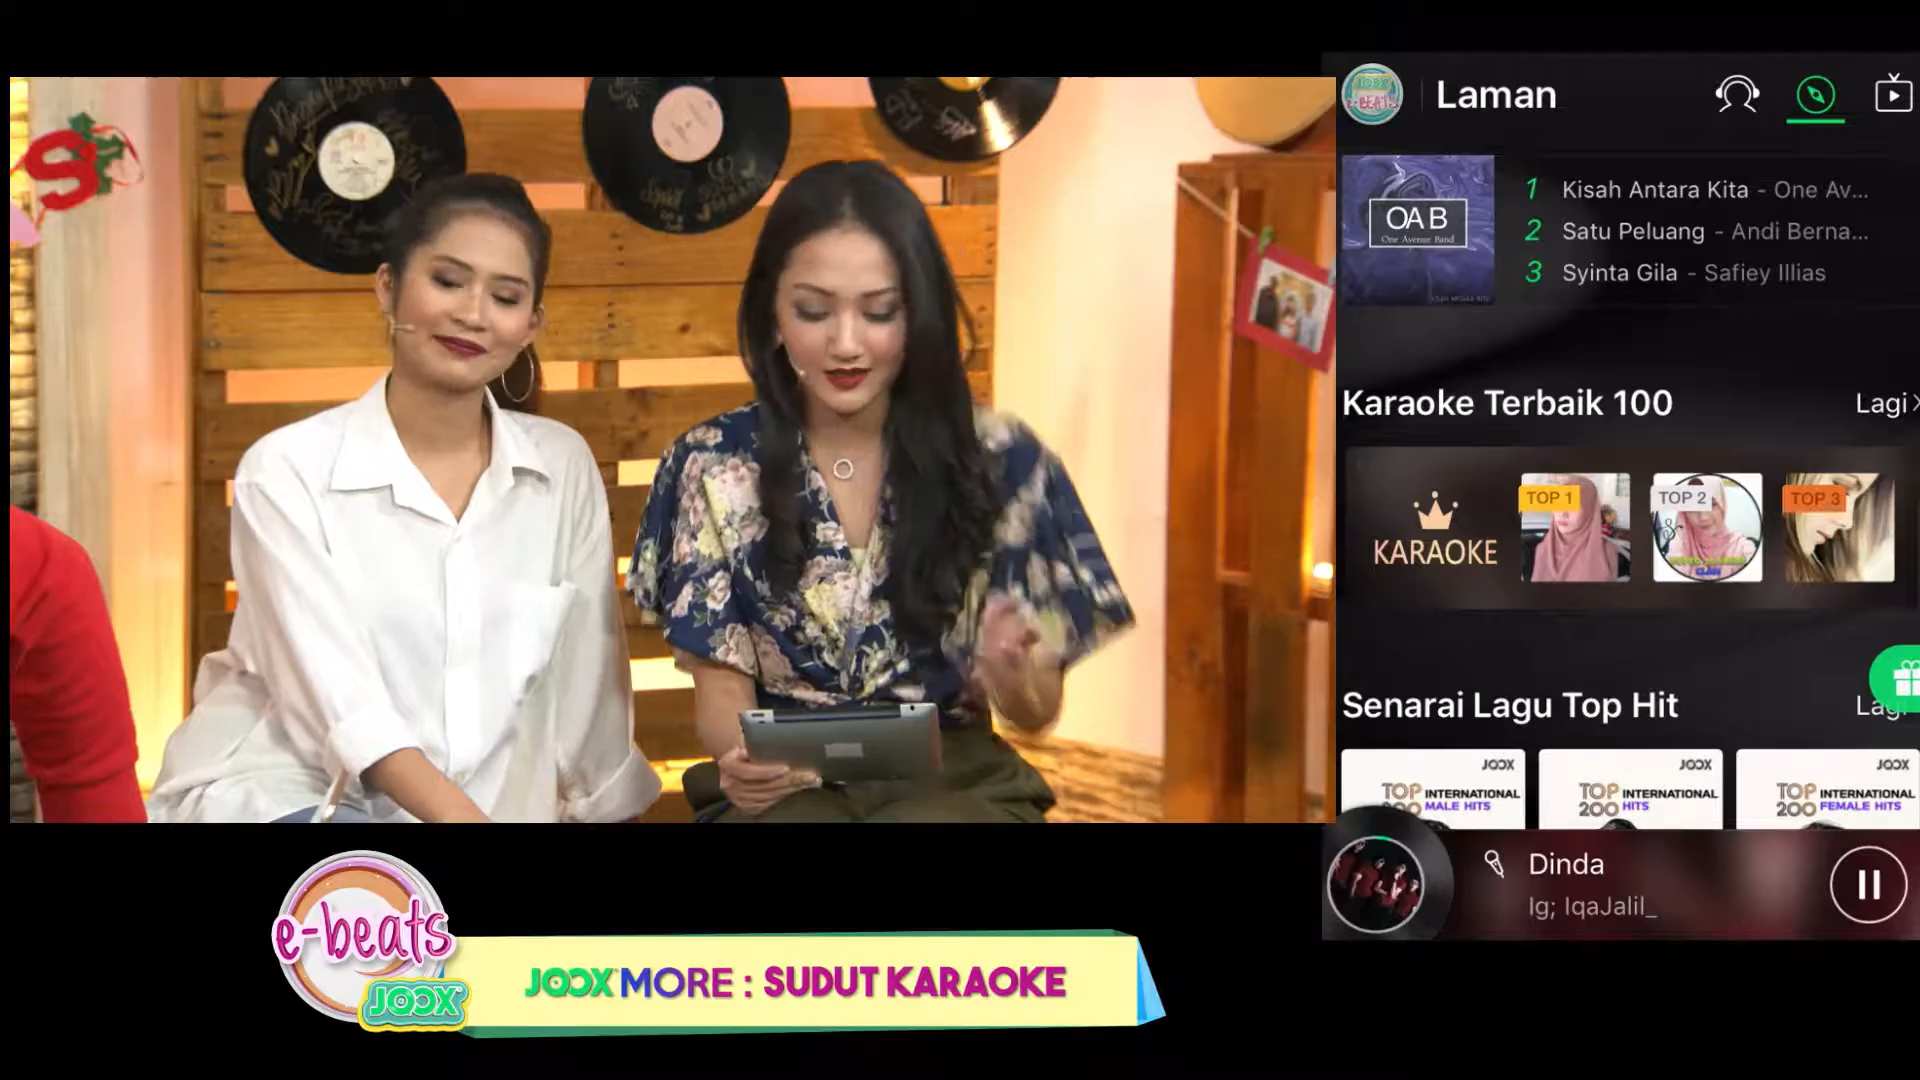 e-BEATS
Laman
OAB
One Avenue Band
1 Kisah Antara Kita - One Av...
2 Satu Peluang - Andi Berna...
3 Syinta Gila - Safiey Illias
Karaoke Terbaik 100
Lagi
KARAOKE
TOP 1
TOP 2
TOP 3
Senarai Lagu Top Hit
Lagi
JOOX
TOP 200 INTERNATIONAL
MALE HITS
JOOX
TOP 200 INTERNATIONAL
HITS
JOOX
TOP 200 INTERNATIONAL
FEMALE HITS
Dinda
Ig; IqaJalil_
S
e-beats
JOOX
JOOX MORE : SUDUT KARAOKE